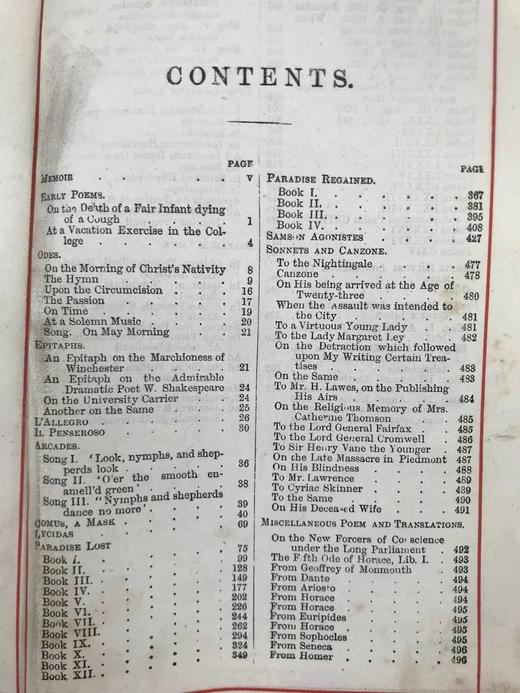 CONTENTS.
PAGE
MEMOIR . . . . . v
EARLY POEMS.
On the Death of a Fair Infant dying
of a Cough . . . . 1
At a Vacation Exercise in the Col-
lege . . . . . 4
ODES.
On the Morning of Christ's Nativity 8
The Hymn . . . . 9
Upon the Circumcision . . . 16
The Passion . . . . 17
On Time . . . . 19
At a Solemn Music . . . 20
Song. On May Morning . . 21
EPITAPHS.
An Epitaph on the Marchioness of
Winchester . . . . 21
An Epitaph on the Admirable
Dramatic Poet W. Shakespeare 24
On the University Carrier . . 24
Another on the Same . . . 25
L'ALLEGRO . . . . . 26
IL PENSEROSO . . . . . 30
ARCADES.
Song I. 'Look, nymphs, and shep-
perds look . . . . 36
Song II. 'O'er the smooth en-
amell'd green' . . . . 38
Song III. "Nymphs and shepherds
dance no more' . . . . 39
COMUS, A MASK . . . . 40
LYCIDAS . . . . . 69
PARADISE LOST
Book I. . . . . . 75
Book II. . . . . . 99
Book III. . . . . . 128
Book IV. . . . . . 149
Book V. . . . . . 177
Book VI. . . . . . 202
Book VII. . . . . . 226
Book VIII. . . . . . 244
Book IX. . . . . . 262
Book X. . . . . . 294
Book XI. . . . . . 324
Book XII. . . . . . 349
PAGE
PARADISE REGAINED.
Book I. . . . . . 367
Book II. . . . . . 381
Book III. . . . . . 395
Book IV. . . . . . 408
SAMSON AGONISTES . . . . 427
SONNETS AND CANZONE.
To the Nightingale . . . . 477
Canzone . . . . . 478
On His being arrived at the Age of
Twenty-three . . . . 480
When the Assault was intended to
the City . . . . . 481
To a Virtuous Young Lady . . 481
To the Lady Margaret Ley . . 482
On the Detraction which followed
upon My Writing Certain Trea-
tises . . . . . 483
On the Same . . . . 483
To Mr. H. Lawes, on the Publishing
His Airs . . . . . 484
On the Religious Memory of Mrs.
Catherine Thomson . . . 485
To the Lord General Fairfax . 485
To the Lord General Cromwell . 486
To Sir Henry Vane the Younger . 487
On the Late Massacre in Piedmont 487
On His Blindness . . . . 488
To Mr. Lawrence . . . . 489
To Cyriac Skinner . . . . 489
To the Same . . . . 490
On His Deceased Wife . . . 491
MISCELLANEOUS POEM AND TRANSLATIONS.
On the New Forcers of Conscience
under the Long Parliament . 492
The Fifth Ode of Horace, Lib. I. . 493
From Geoffrey of Monmouth . 493
From Dante . . . . 494
From Ariosto . . . . 494
From Horace . . . . 494
From Horace . . . . 495
From Euripides . . . . 495
From Horace . . . . 495
From Sophocles . . . . 495
From Seneca . . . . 496
From Homer . . . . 496